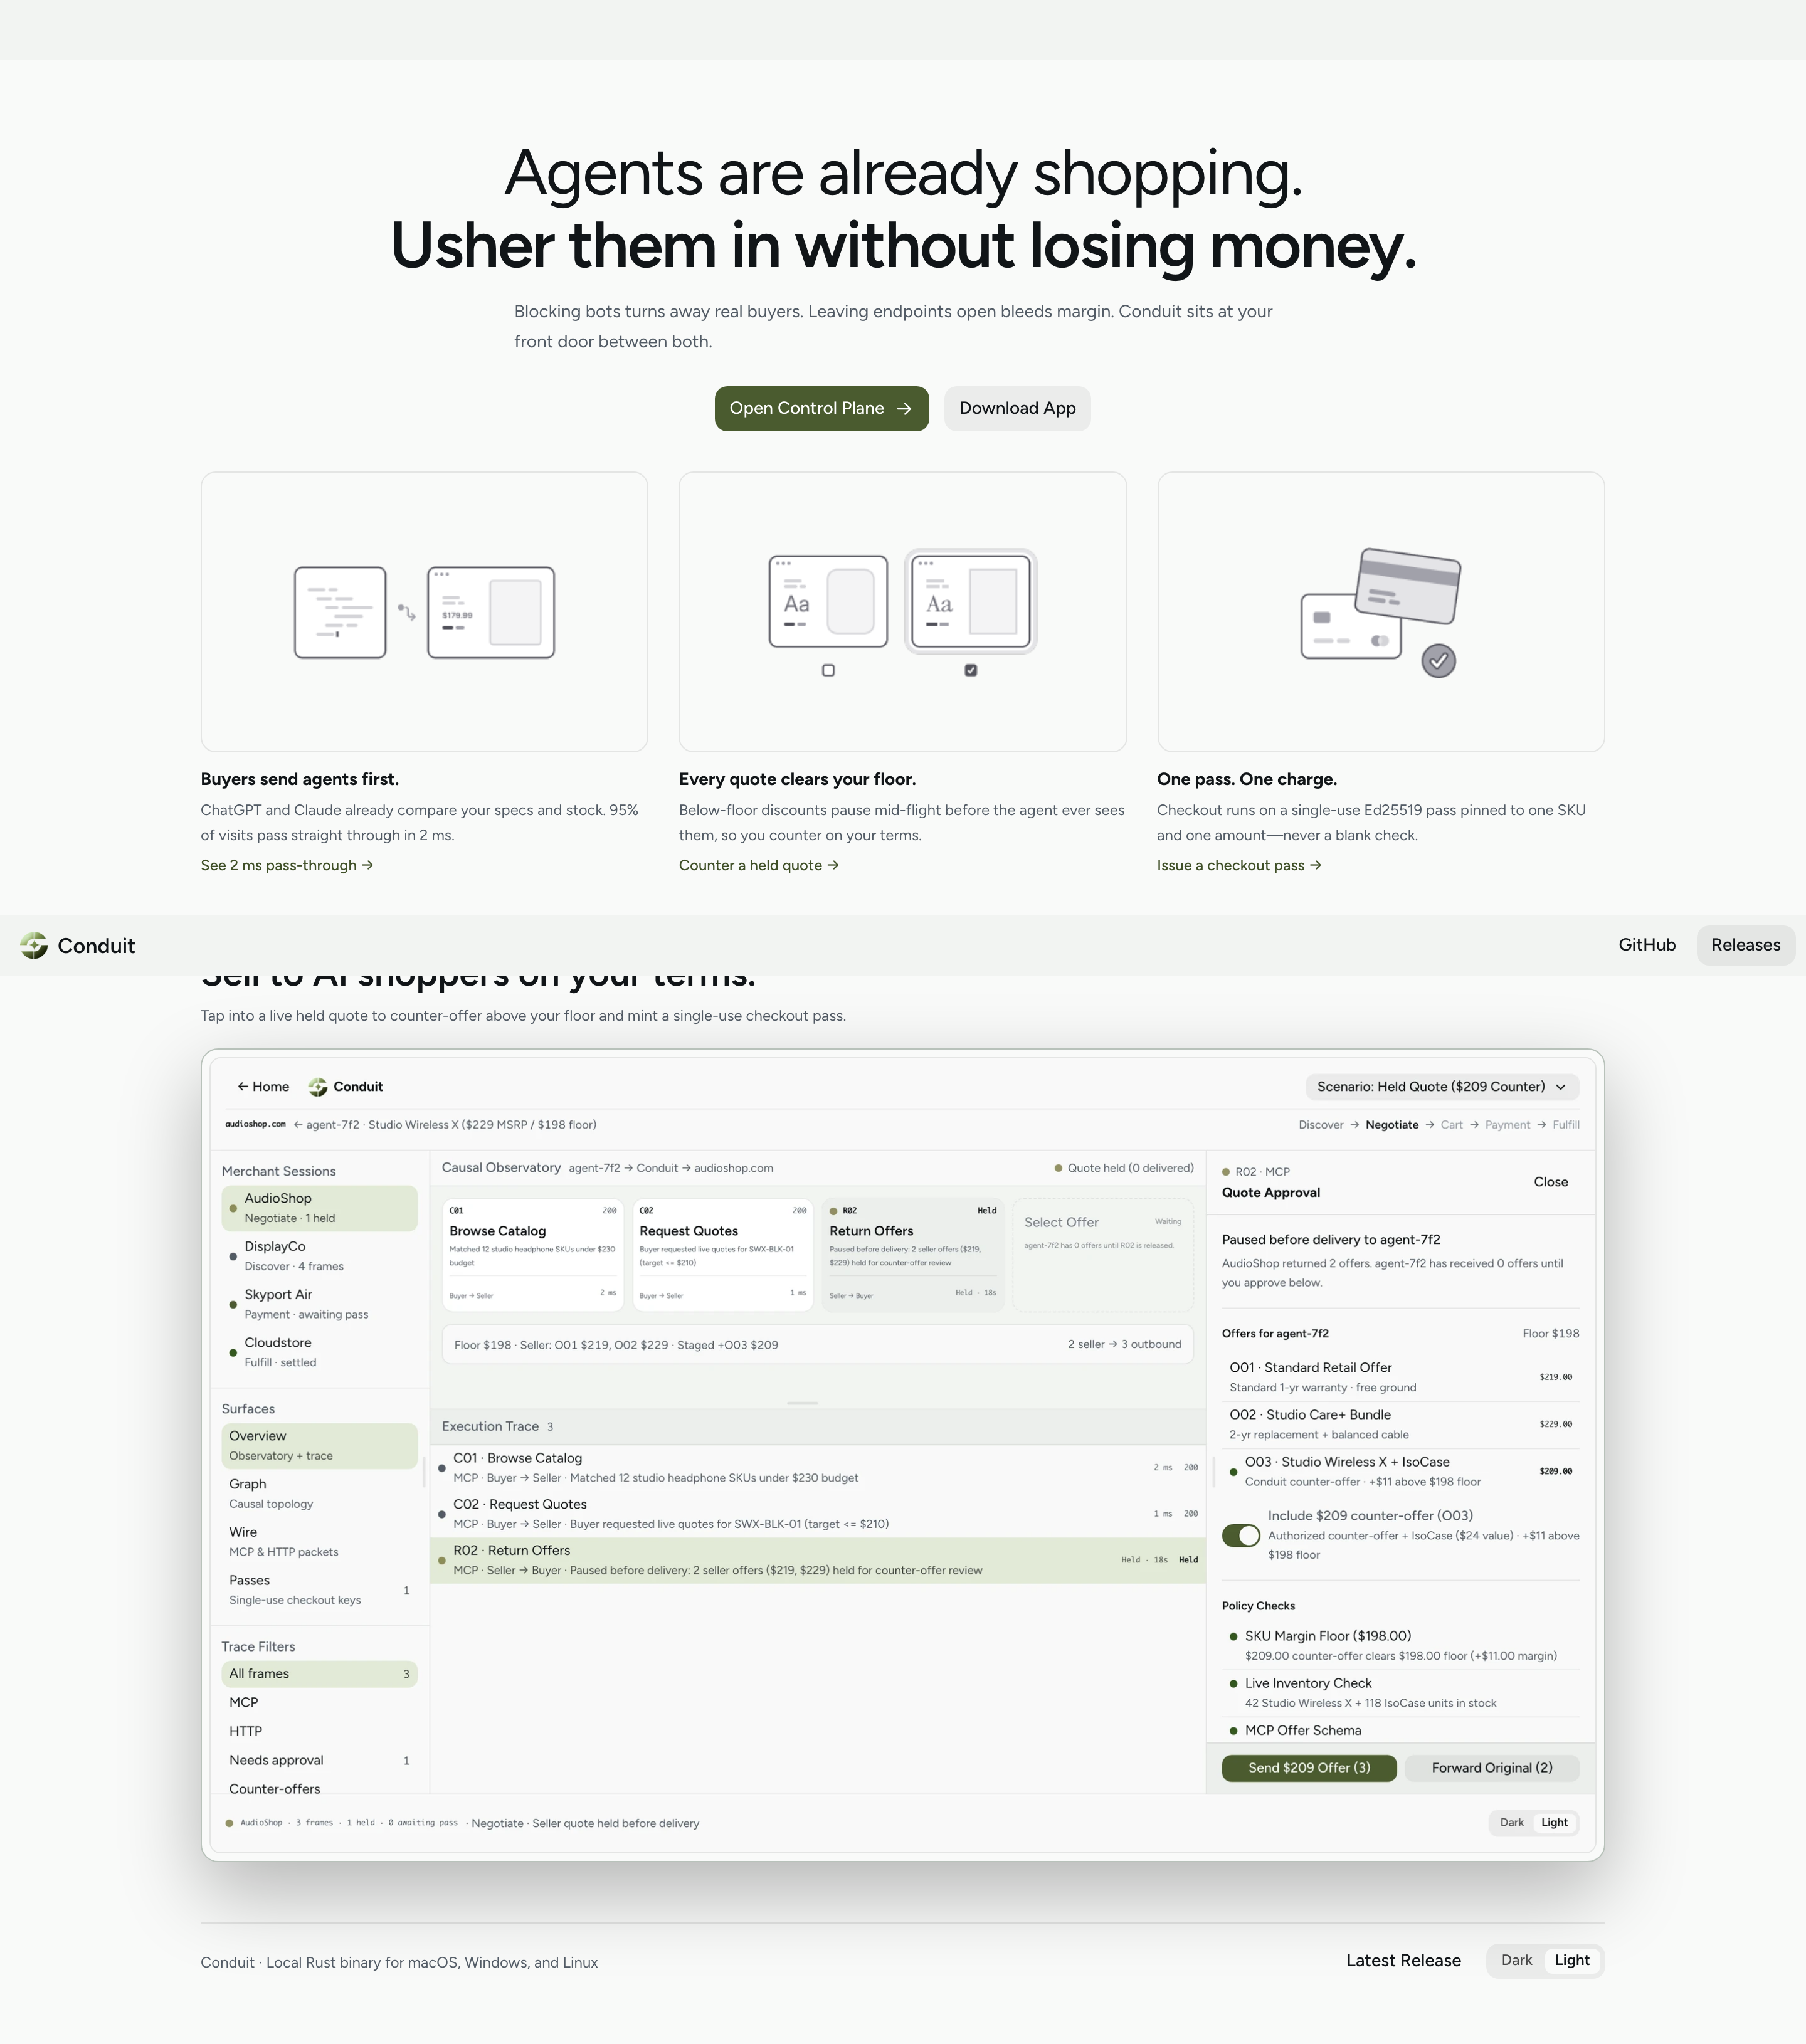 Agents are already shopping.
Usher them in without losing money.
Blocking bots turns away real buyers. Leaving endpoints open bleeds margin. Conduit sits at your
front door between both.
Open Control Plane →
Download App
$179.99
Aa
Aa
Buyers send agents first.
ChatGPT and Claude already compare your specs and stock. 95%
of visits pass straight through in 2 ms.
See 2 ms pass-through →
Every quote clears your floor.
Below-floor discounts pause mid-flight before the agent ever sees
them, so you counter on your terms.
Counter a held quote →
One pass. One charge.
Checkout runs on a single-use Ed25519 pass pinned to one SKU
and one amount—never a blank check.
Issue a checkout pass →
Conduit
GitHub
Releases
Sell to AI shoppers on your terms.
Tap into a live held quote to counter-offer above your floor and mint a single-use checkout pass.
← Home
Conduit
Scenario: Held Quote ($209 Counter)
audioshop.com ← agent-7f2 · Studio Wireless X ($229 MSRP / $198 floor)
Discover → Negotiate → Cart → Payment → Fulfill
Merchant Sessions
AudioShop
Negotiate · 1 held
DisplayCo
Discover · 4 frames
Skyport Air
Payment · awaiting pass
Cloudstore
Fulfill · settled
Surfaces
Overview
Observatory + trace
Graph
Causal topology
Wire
MCP & HTTP packets
Passes
Single-use checkout keys
1
Trace Filters
All frames 3
MCP
HTTP
Needs approval 1
Counter-offers
Causal Observatory agent-7f2 → Conduit → audioshop.com
Quote held (0 delivered)
C01 200
Browse Catalog
Matched 12 studio headphone SKUs under $230
budget
Buyer → Seller 2 ms
C02 200
Request Quotes
Buyer requested live quotes for SWX-BLK-01
(target <= $210)
Buyer → Seller 1 ms
R02 Held
Return Offers
Paused before delivery: 2 seller offers ($219,
$229) held for counter-offer review
Seller → Buyer Held · 18s
Select Offer Waiting
agent-7f2 has 0 offers until R02 is released.
Floor $198 · Seller: O01 $219, O02 $229 · Staged +O03 $209
2 seller → 3 outbound
Execution Trace 3
C01 · Browse Catalog
MCP · Buyer → Seller · Matched 12 studio headphone SKUs under $230 budget
2 ms 200
C02 · Request Quotes
MCP · Buyer → Seller · Buyer requested live quotes for SWX-BLK-01 (target <= $210)
1 ms 200
R02 · Return Offers
MCP · Seller → Buyer · Paused before delivery: 2 seller offers ($219, $229) held for counter-offer review
Held · 18s Held
R02 · MCP
Quote Approval
Close
Paused before delivery to agent-7f2
AudioShop returned 2 offers. agent-7f2 has received 0 offers until
you approve below.
Offers for agent-7f2 Floor $198
O01 · Standard Retail Offer
Standard 1-yr warranty · free ground
$219.00
O02 · Studio Care+ Bundle
2-yr replacement + balanced cable
$229.00
O03 · Studio Wireless X + IsoCase
Conduit counter-offer · +$11 above $198 floor
$209.00
Include $209 counter-offer (O03)
Authorized counter-offer + IsoCase ($24 value) · +$11 above
$198 floor
Policy Checks
SKU Margin Floor ($198.00)
$209.00 counter-offer clears $198.00 floor (+$11.00 margin)
Live Inventory Check
42 Studio Wireless X + 118 IsoCase units in stock
MCP Offer Schema
Send $209 Offer (3)
Forward Original (2)
AudioShop · 3 frames · 1 held · 0 awaiting pass · Negotiate · Seller quote held before delivery
Dark Light
Conduit · Local Rust binary for macOS, Windows, and Linux
Latest Release
Dark Light